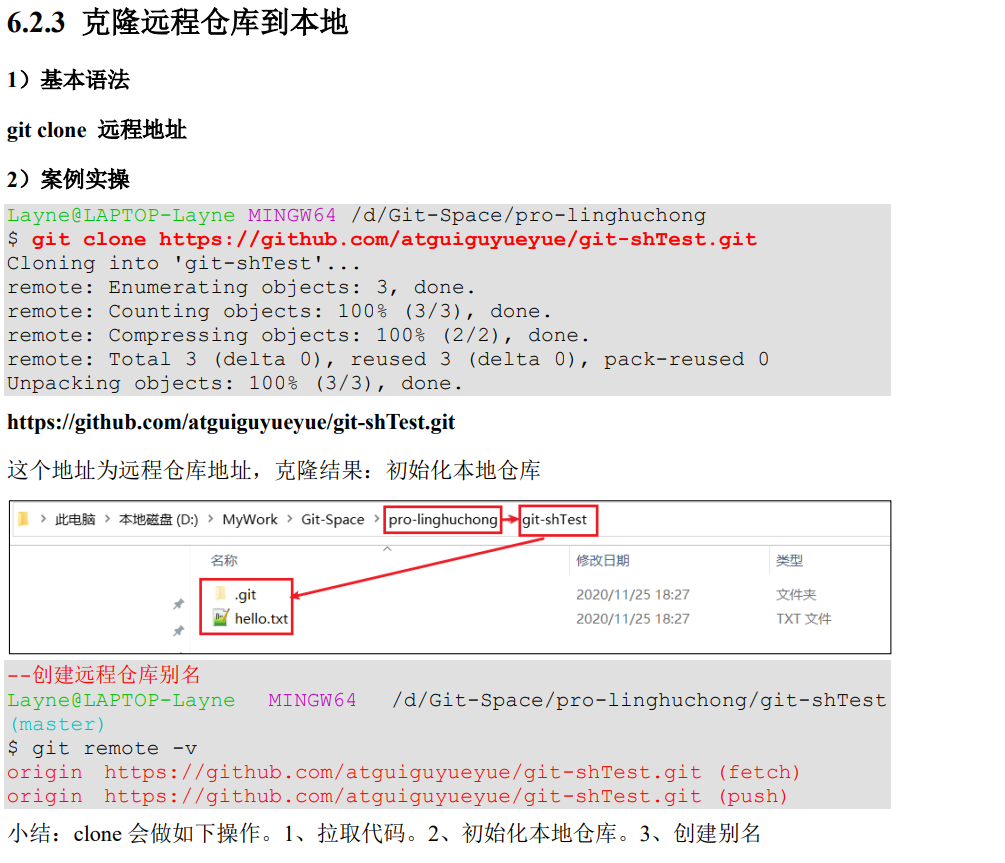 6.2.3 克隆远程仓库到本地
1）基本语法
git clone 远程地址
2）案例实操
Layne@LAPTOP-Layne MINGW64 /d/Git-Space/pro-linghuchong
$ git clone https://github.com/atguiguyueyue/git-shTest.git
Cloning into 'git-shTest'...
remote: Enumerating objects: 3, done.
remote: Counting objects: 100% (3/3), done.
remote: Compressing objects: 100% (2/2), done.
remote: Total 3 (delta 0), reused 3 (delta 0), pack-reused 0
Unpacking objects: 100% (3/3), done.
https://github.com/atguiguyueyue/git-shTest.git
这个地址为远程仓库地址，克隆结果：初始化本地仓库
此电脑 > 本地磁盘 (D:) > MyWork > Git-Space > pro-linghuchong git-shTest
名称 修改日期 类型
.git 2020/11/25 18:27 文件夹
hello.txt 2020/11/25 18:27 TXT 文件
--创建远程仓库别名
Layne@LAPTOP-Layne MINGW64 /d/Git-Space/pro-linghuchong/git-shTest
(master)
$ git remote -v
origin https://github.com/atguiguyueyue/git-shTest.git (fetch)
origin https://github.com/atguiguyueyue/git-shTest.git (push)
小结：clone 会做如下操作。1、拉取代码。2、初始化本地仓库。3、创建别名